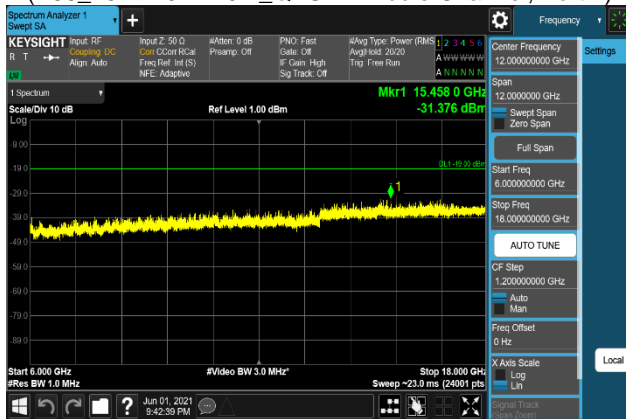 Spectrum Analyzer 1
Swept SA
Frequency
KEYSIGHT
R T
Input: RF
Coupling: DC
Align: Auto
Input Z: 50 Ω
Corr CCorr RCal
Freq Ref: Int (S)
NFE: Adaptive
#Atten: 0 dB
Preamp: Off
PNO: Fast
Gate: Off
IF Gain: High
Sig Track: Off
#Avg Type: Power (RMS
Avg|Hold: 20/20
Trig: Free Run
1 2 3 4 5 6
A W W W W W
A N N N N N
LXI
1 Spectrum
Scale/Div 10 dB
Log
Ref Level 1.00 dBm
Mkr1 15.458 0 GHz
-31.376 dBm
-9.00
-19.0
DL1 -19.00 dBm
1
-29.0
-39.0
-49.0
-59.0
-69.0
-79.0
-89.0
Start 6.000 GHz
#Res BW 1.0 MHz
#Video BW 3.0 MHz*
Stop 18.000 GHz
Sweep ~23.0 ms (24001 pts
Center Frequency
12.000000000 GHz
Settings
Span
12.0000000 GHz
Swept Span
Zero Span
Full Span
Start Freq
6.000000000 GHz
Stop Freq
18.000000000 GHz
AUTO TUNE
CF Step
1.200000000 GHz
Auto
Man
Freq Offset
0 Hz
X Axis Scale
Log
Lin
Local
Signal Track
(Span Zoom)
?
Jun 01, 2021
9:42:39 PM